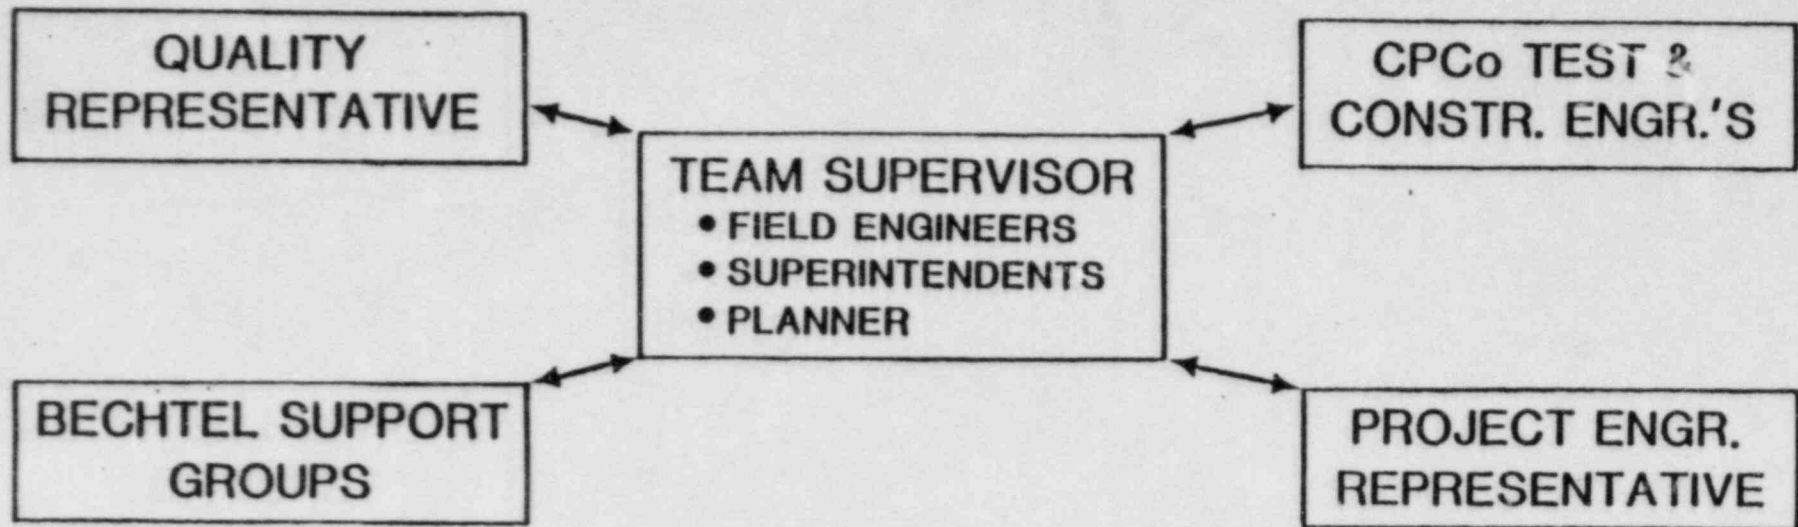 QUALITY
REPRESENTATIVE
CPCo TEST &
CONSTR. ENGR.'S
TEAM SUPERVISOR
• FIELD ENGINEERS
• SUPERINTENDENTS
• PLANNER
BECHTEL SUPPORT
GROUPS
PROJECT ENGR.
REPRESENTATIVE